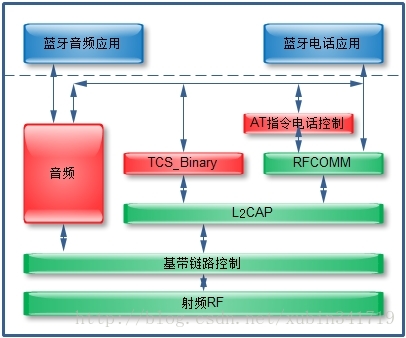 蓝牙音频应用
蓝牙电话应用
AT指令电话控制
音频
TCS_Binary
RFCOMM
L2CAP
基带链路控制
射频RF
http://blog.csdn.net/xubin341719